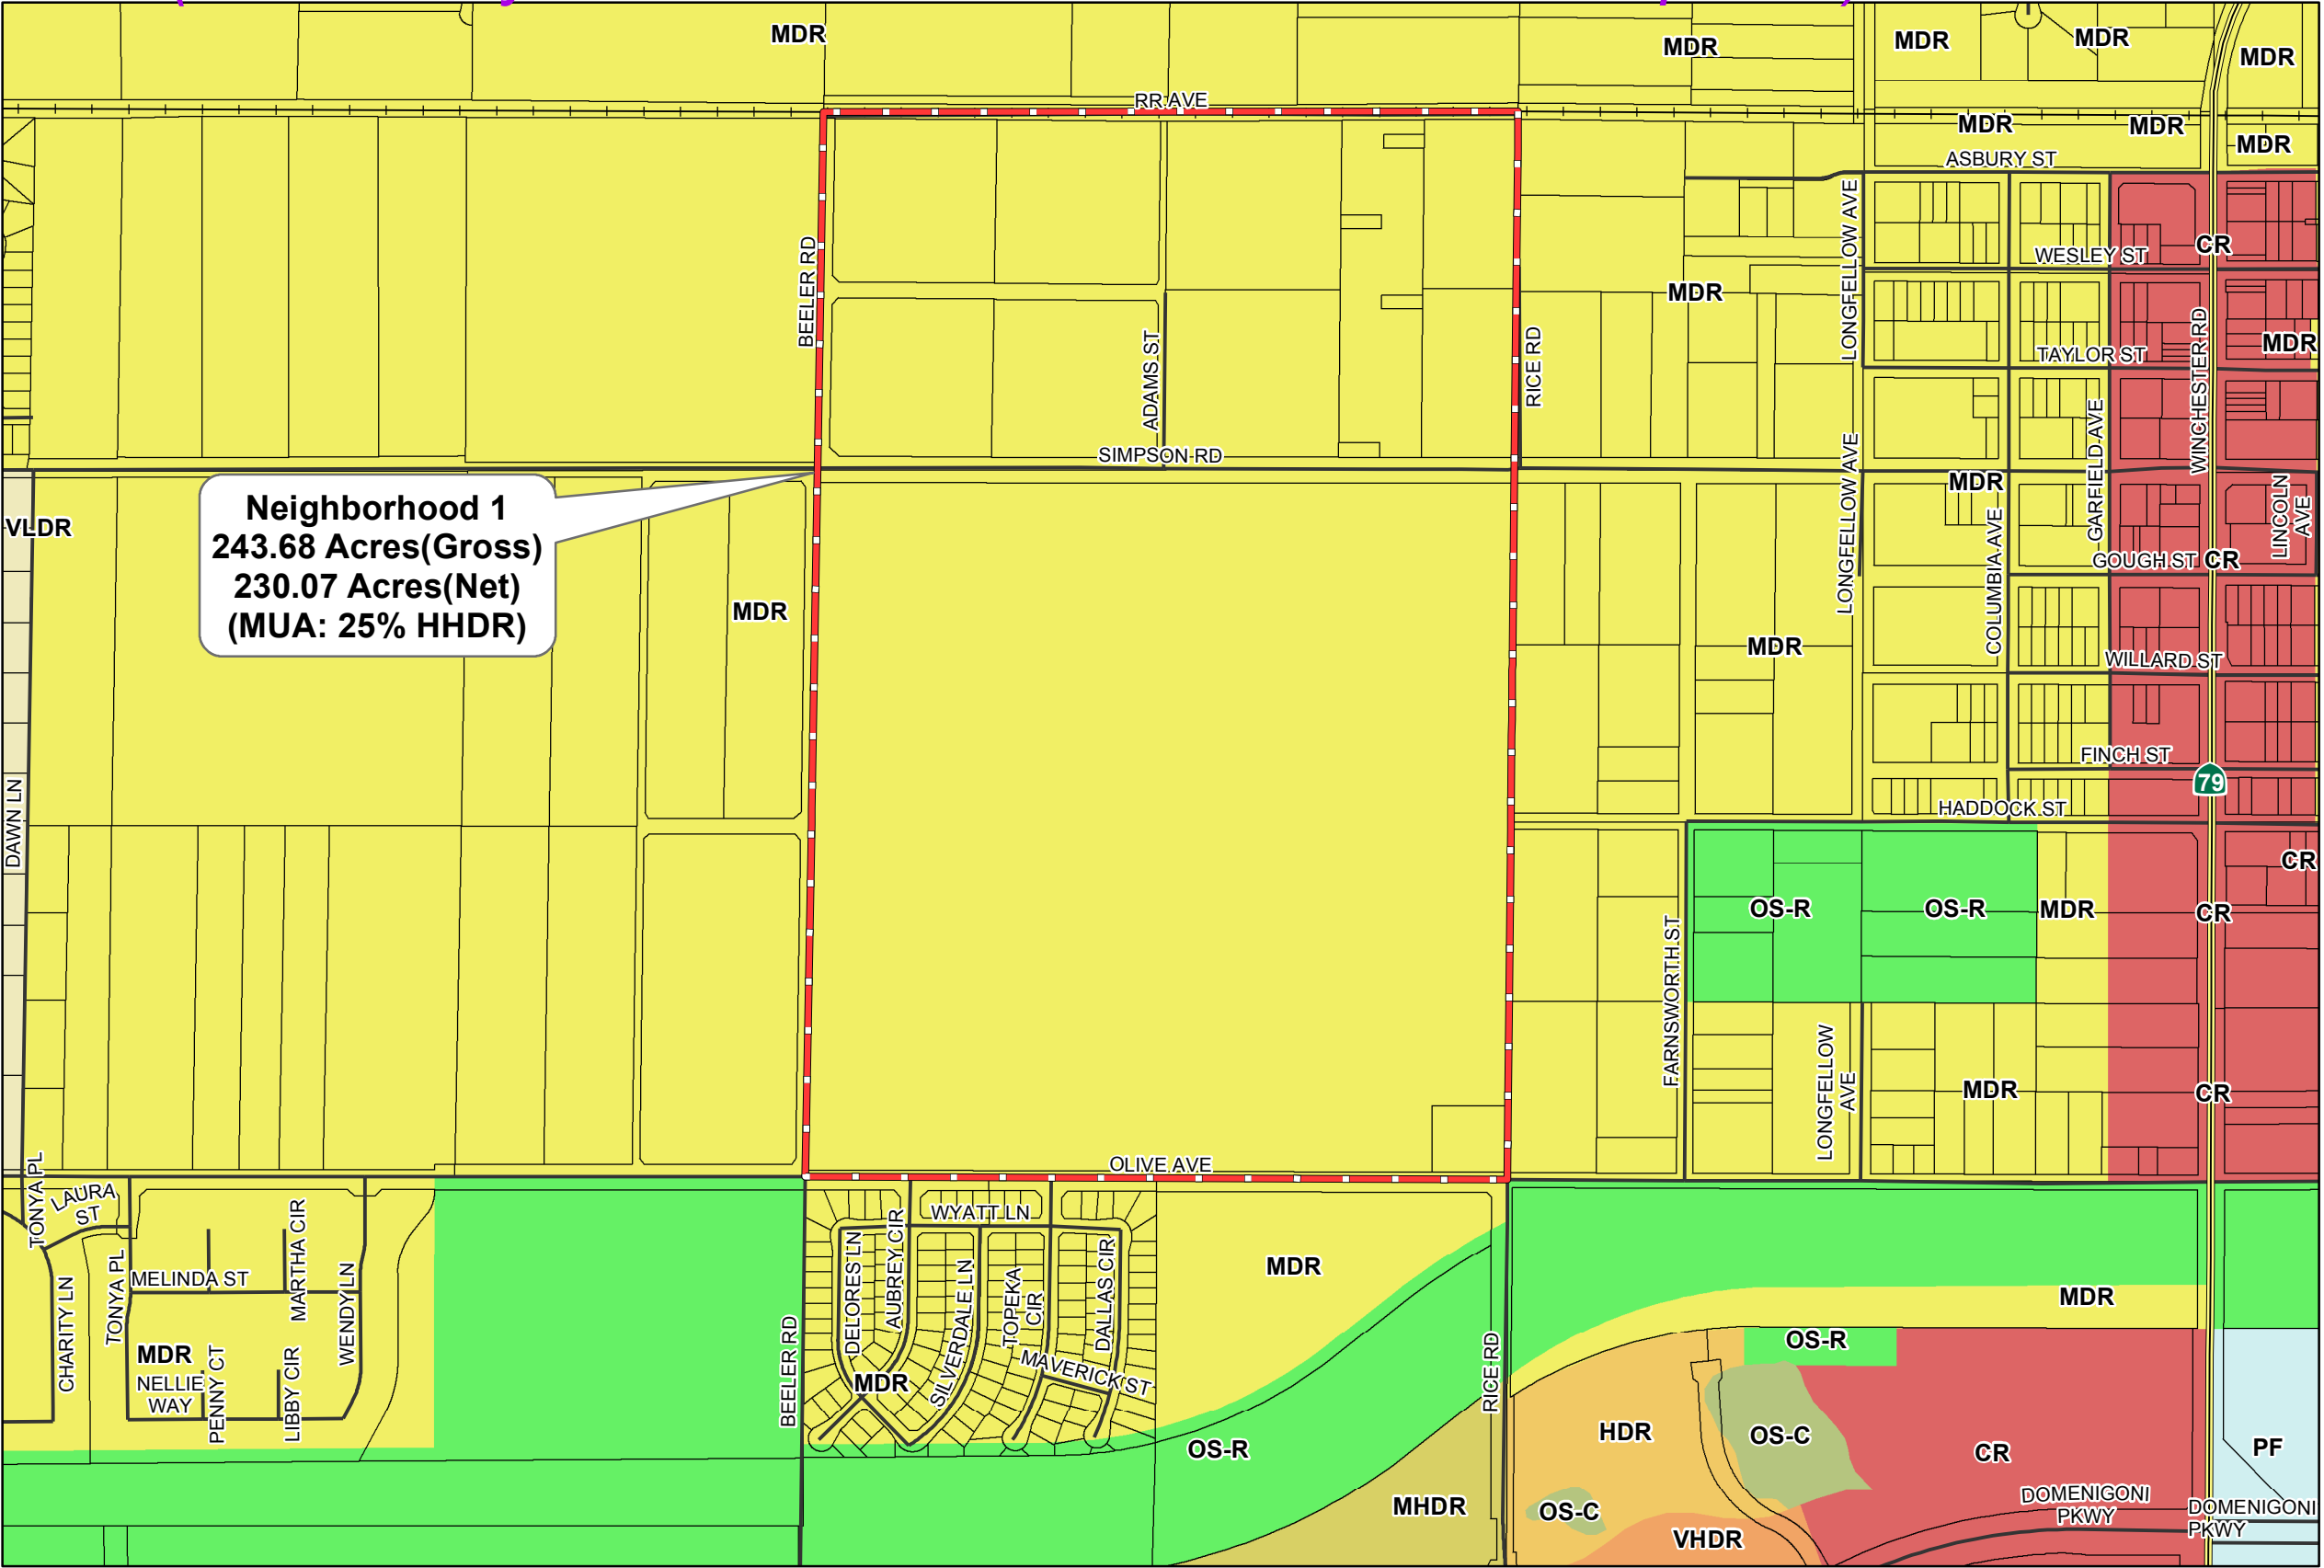 MDR
MDR
MDR
MDR
MDR
RR AVE
MDR
MDR
MDR
ASBURY ST
BEELER RD
ADAMS ST
RICE RD
MDR
LONGFELLOW AVE
WESLEY ST
CR
TAYLOR ST
WINCHESTER RD
MDR
SIMPSON RD
Neighborhood 1
243.68 Acres(Gross)
230.07 Acres(Net)
(MUA: 25% HHDR)
VLDR
MDR
MDR
LONGFELLOW AVE
MDR
COLUMBIA AVE
GARFIELD AVE
GOUGH ST
CR
LINCOLN
AVE
WILLARD ST
FINCH ST
79
HADDOCK ST
DAWN LN
CR
OS-R
OS-R
MDR
CR
FARNSWORTH ST
LONGFELLOW
AVE
MDR
CR
OLIVE AVE
TONYA PL
LAURA
ST
TONYA PL
CHARITY LN
MELINDA ST
MARTHA CIR
WENDY LN
MDR
NELLIE
WAY
PENNY CT
LIBBY CIR
BEELER RD
WYATT LN
DELORES LN
AUBREY CIR
SILVERDALE LN
TOPEKA
CIR
DALLAS CIR
MAVERICK ST
MDR
MDR
RICE RD
OS-R
MHDR
MDR
OS-R
HDR
OS-C
CR
PF
OS-C
VHDR
DOMENIGONI
PKWY
DOMENIGONI
PKWY